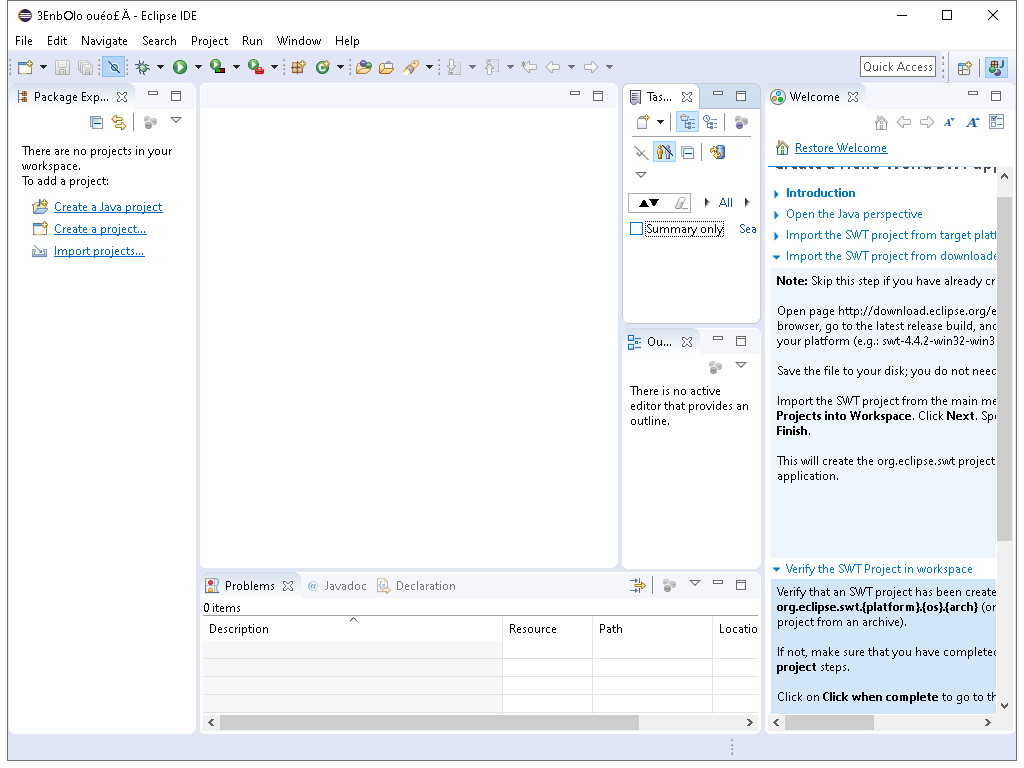 3EnbOlo ouéo£Ä - Eclipse IDE
File Edit Navigate Search Project Run Window Help
Quick Access
Package Exp...
There are no projects in your
workspace.
To add a project:
Create a Java project
Create a project...
Import projects...
Tas...
All
Summary only
Sea
Ou...
There is no active
editor that provides an
outline.
Welcome
Restore Welcome
Create a Hello World SWT app
Introduction
Open the Java perspective
Import the SWT project from target platf
Import the SWT project from downloade
Note: Skip this step if you have already cr
Open page http://download.eclipse.org/e
browser, go to the latest release build, and
your platform (e.g.: swt-4.4.2-win32-win3
Save the file to your disk; you do not need
Import the SWT project from the main me
Projects into Workspace. Click Next. Spe
Finish.
This will create the org.eclipse.swt project
application.
Verify the SWT Project in workspace
Verify that an SWT project has been create
org.eclipse.swt.{platform}.{os}.{arch} (or
project from an archive).
If not, make sure that you have completed
project steps.
Click on Click when complete to go to th
Problems @ Javadoc Declaration
0 items
Description Resource Path Locatio